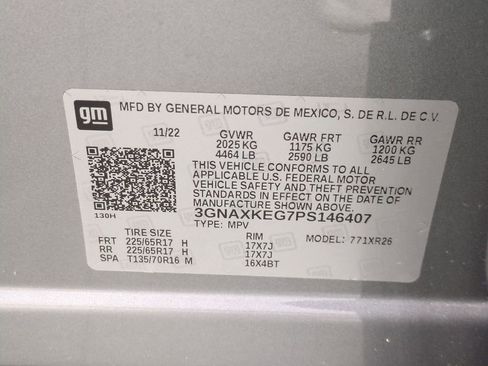 gm
MFD BY GENERAL MOTORS DE MEXICO, S. DE R.L. DE C.V.
11/22 GVWR GAWR FRT GAWR RR
2025 KG 1175 KG 1200 KG
4464 LB 2590 LB 2645 LB
THIS VEHICLE CONFORMS TO ALL
APPLICABLE U.S. FEDERAL MOTOR
VEHICLE SAFETY AND THEFT PREVENTION
STANDARDS IN EFFECT ON THE DATE OF
MANUFACTURE SHOWN ABOVE
130H 3GNAXKEG7PS146407
TYPE: MPV
TIRE SIZE RIM MODEL: 771XR26
FRT 225/65R17 H 17X7J
RR 225/65R17 H 17X7J
SPA T135/70R16 M 16X4BT